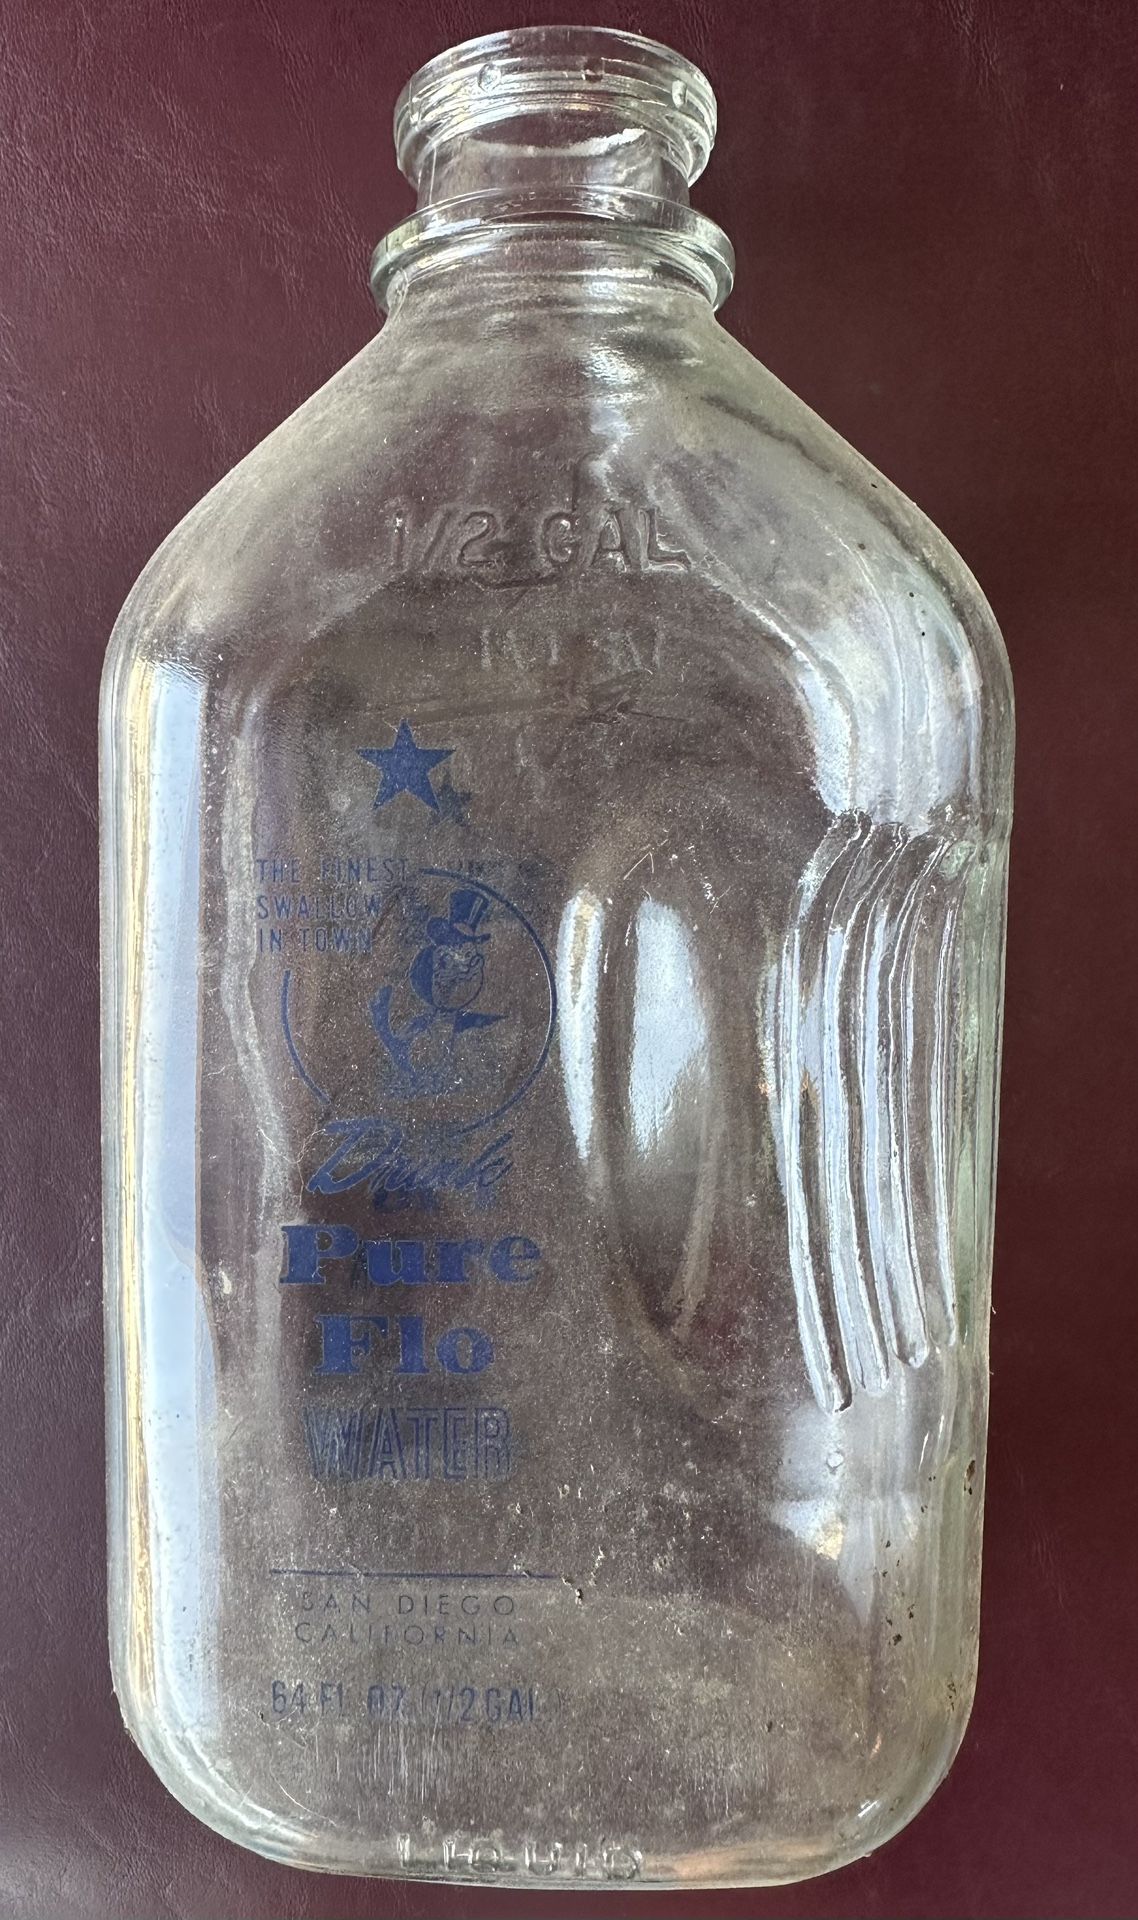 1/2 GAL
THE FINEST
SWALLOW
IN TOWN
Drink
Pure
Flo
WATER
SAN DIEGO
CALIFORNIA
64 FL OZ (1/2 GAL)
LIQUID